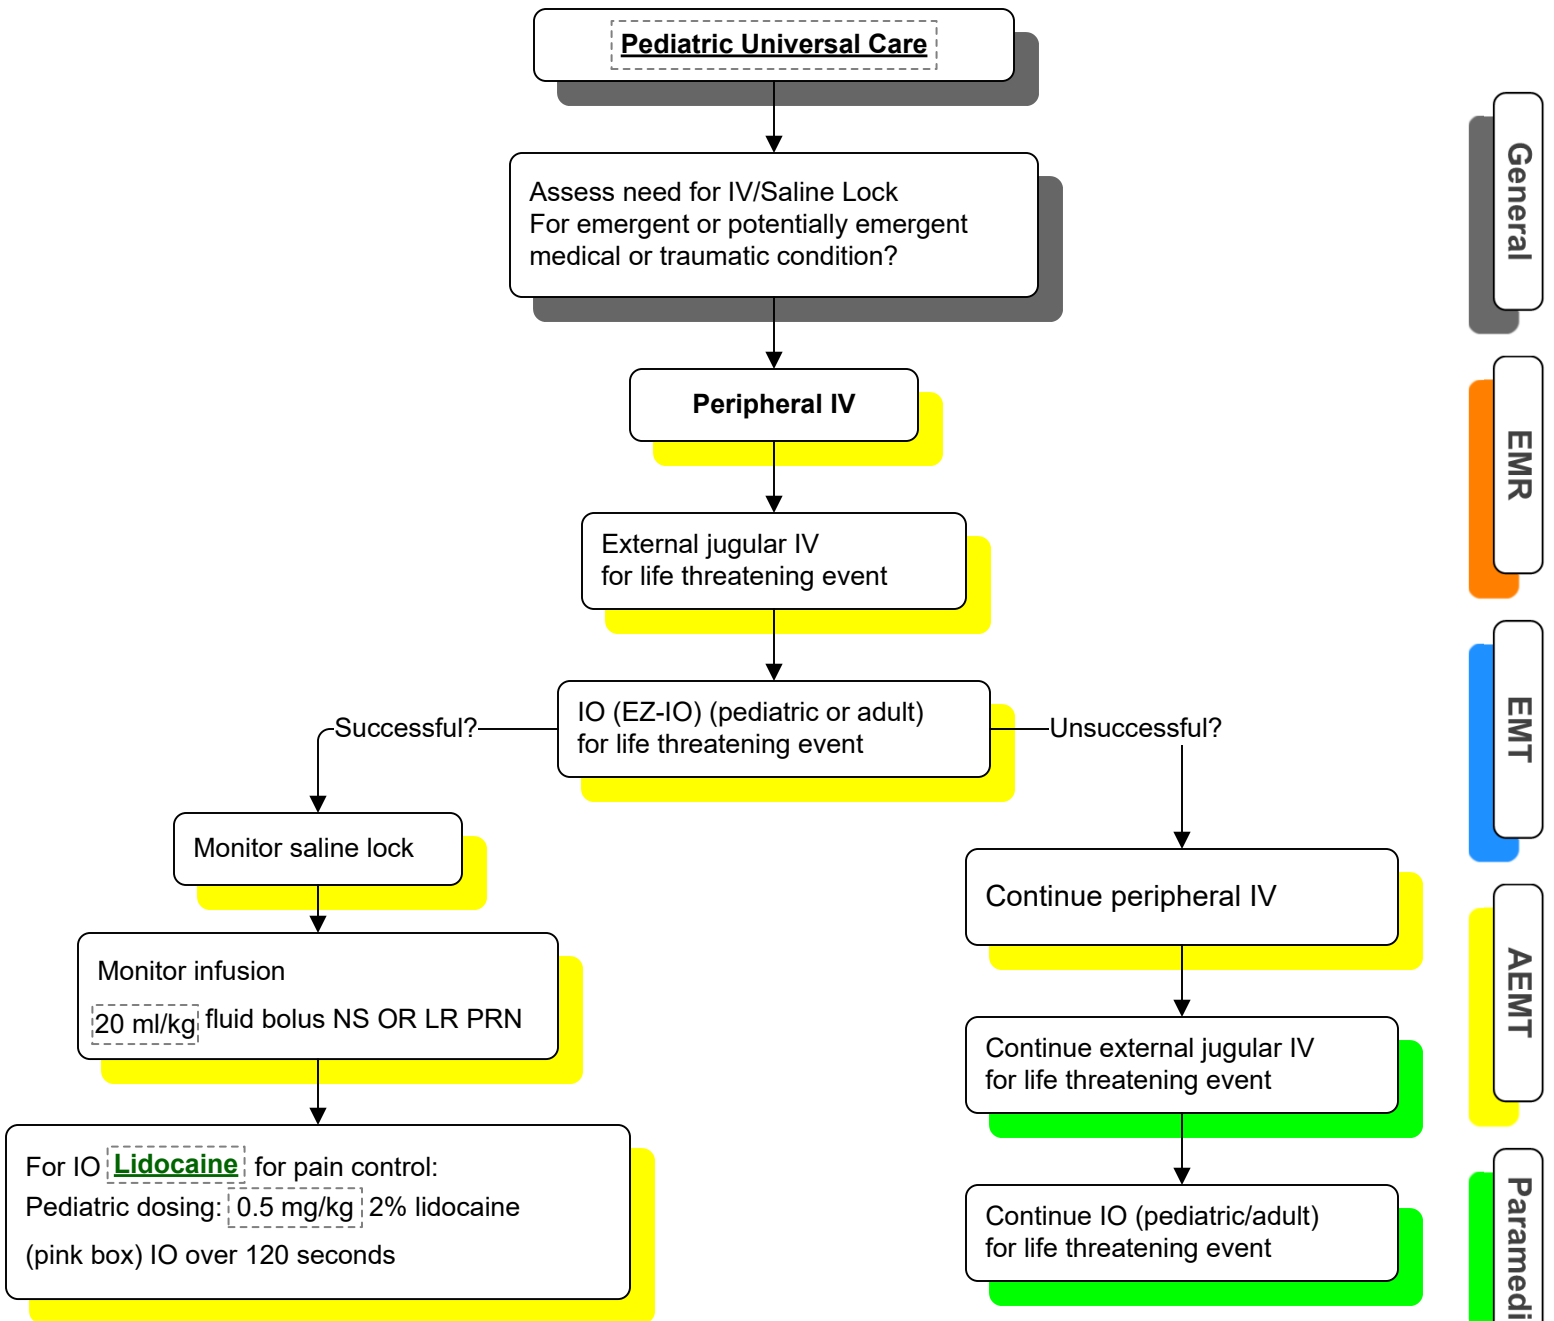 Pediatric Universal Care
Assess need for IV/Saline Lock
For emergent or potentially emergent
medical or traumatic condition?
Peripheral IV
External jugular IV
for life threatening event
IO (EZ-IO) (pediatric or adult)
for life threatening event
Successful?
Unsuccessful?
Monitor saline lock
Monitor infusion
20 ml/kg fluid bolus NS OR LR PRN
For IO Lidocaine for pain control:
Pediatric dosing: 0.5 mg/kg 2% lidocaine
(pink box) IO over 120 seconds
Continue peripheral IV
Continue external jugular IV
for life threatening event
Continue IO (pediatric/adult)
for life threatening event
General
EMR
EMT
AEMT
Paramedi